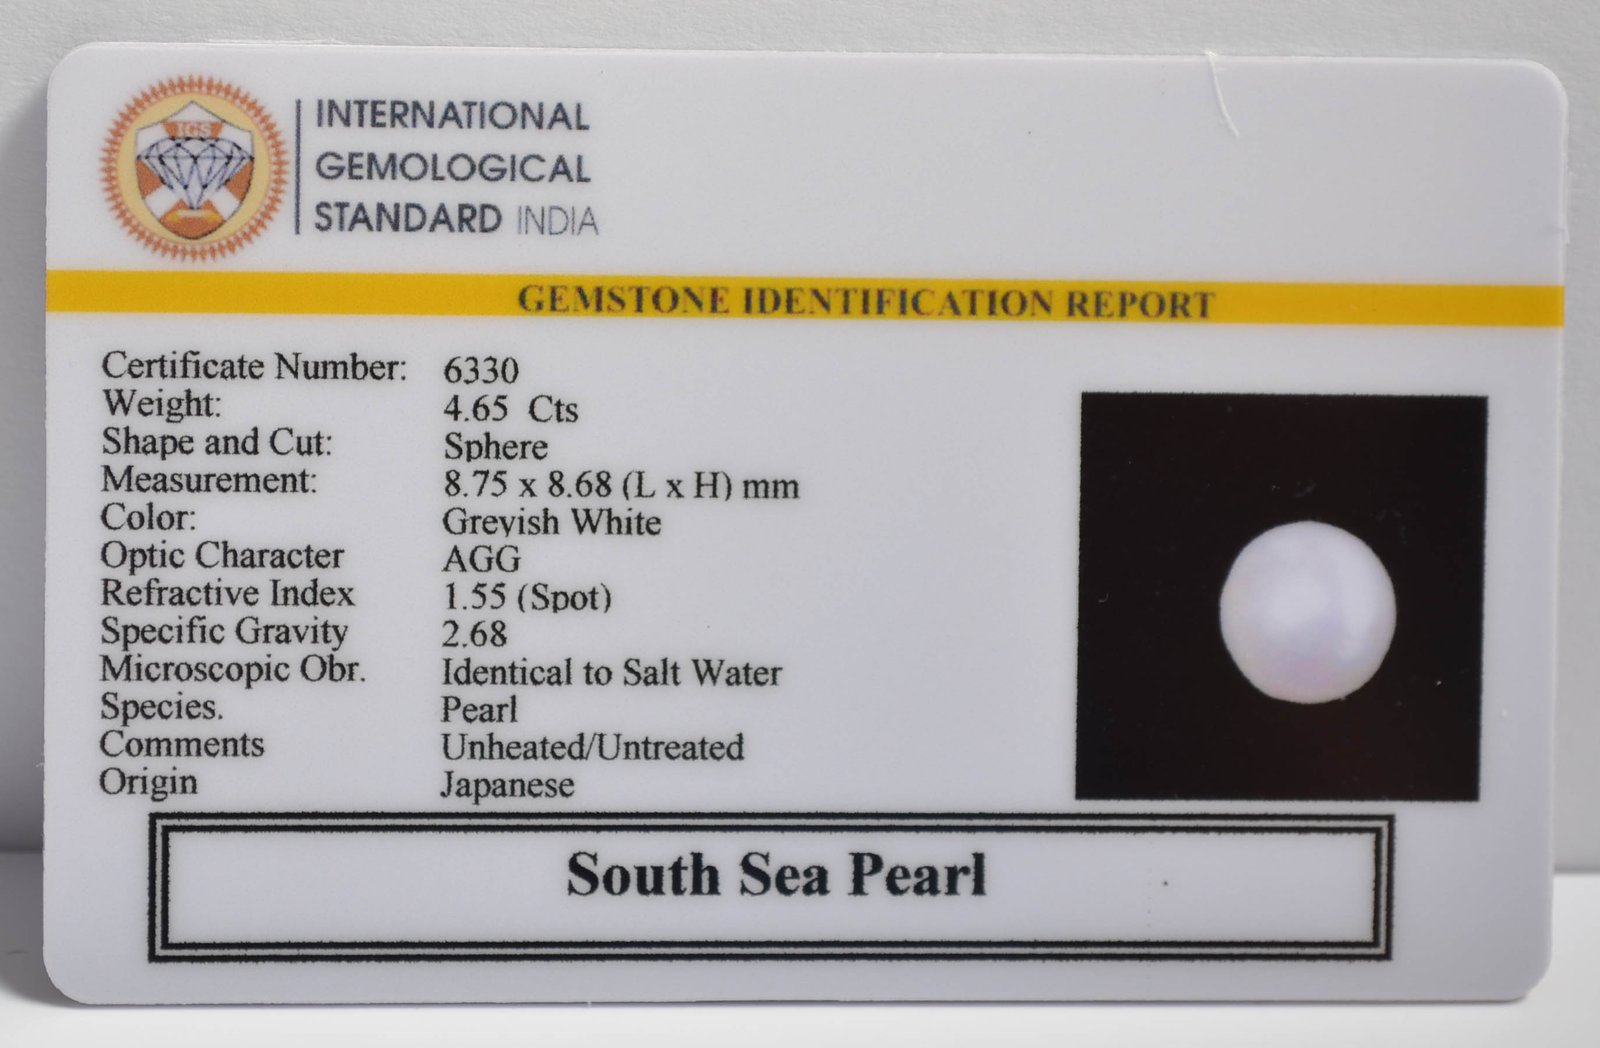 IGS
INTERNATIONAL
GEMOLOGICAL
STANDARD INDIA
GEMSTONE IDENTIFICATION REPORT
Certificate Number: 6330
Weight: 4.65 Cts
Shape and Cut: Sphere
Measurement: 8.75 x 8.68 (L x H) mm
Color: Greyish White
Optic Character AGG
Refractive Index 1.55 (Spot)
Specific Gravity 2.68
Microscopic Obr. Identical to Salt Water
Species. Pearl
Comments Unheated/Untreated
Origin Japanese
South Sea Pearl